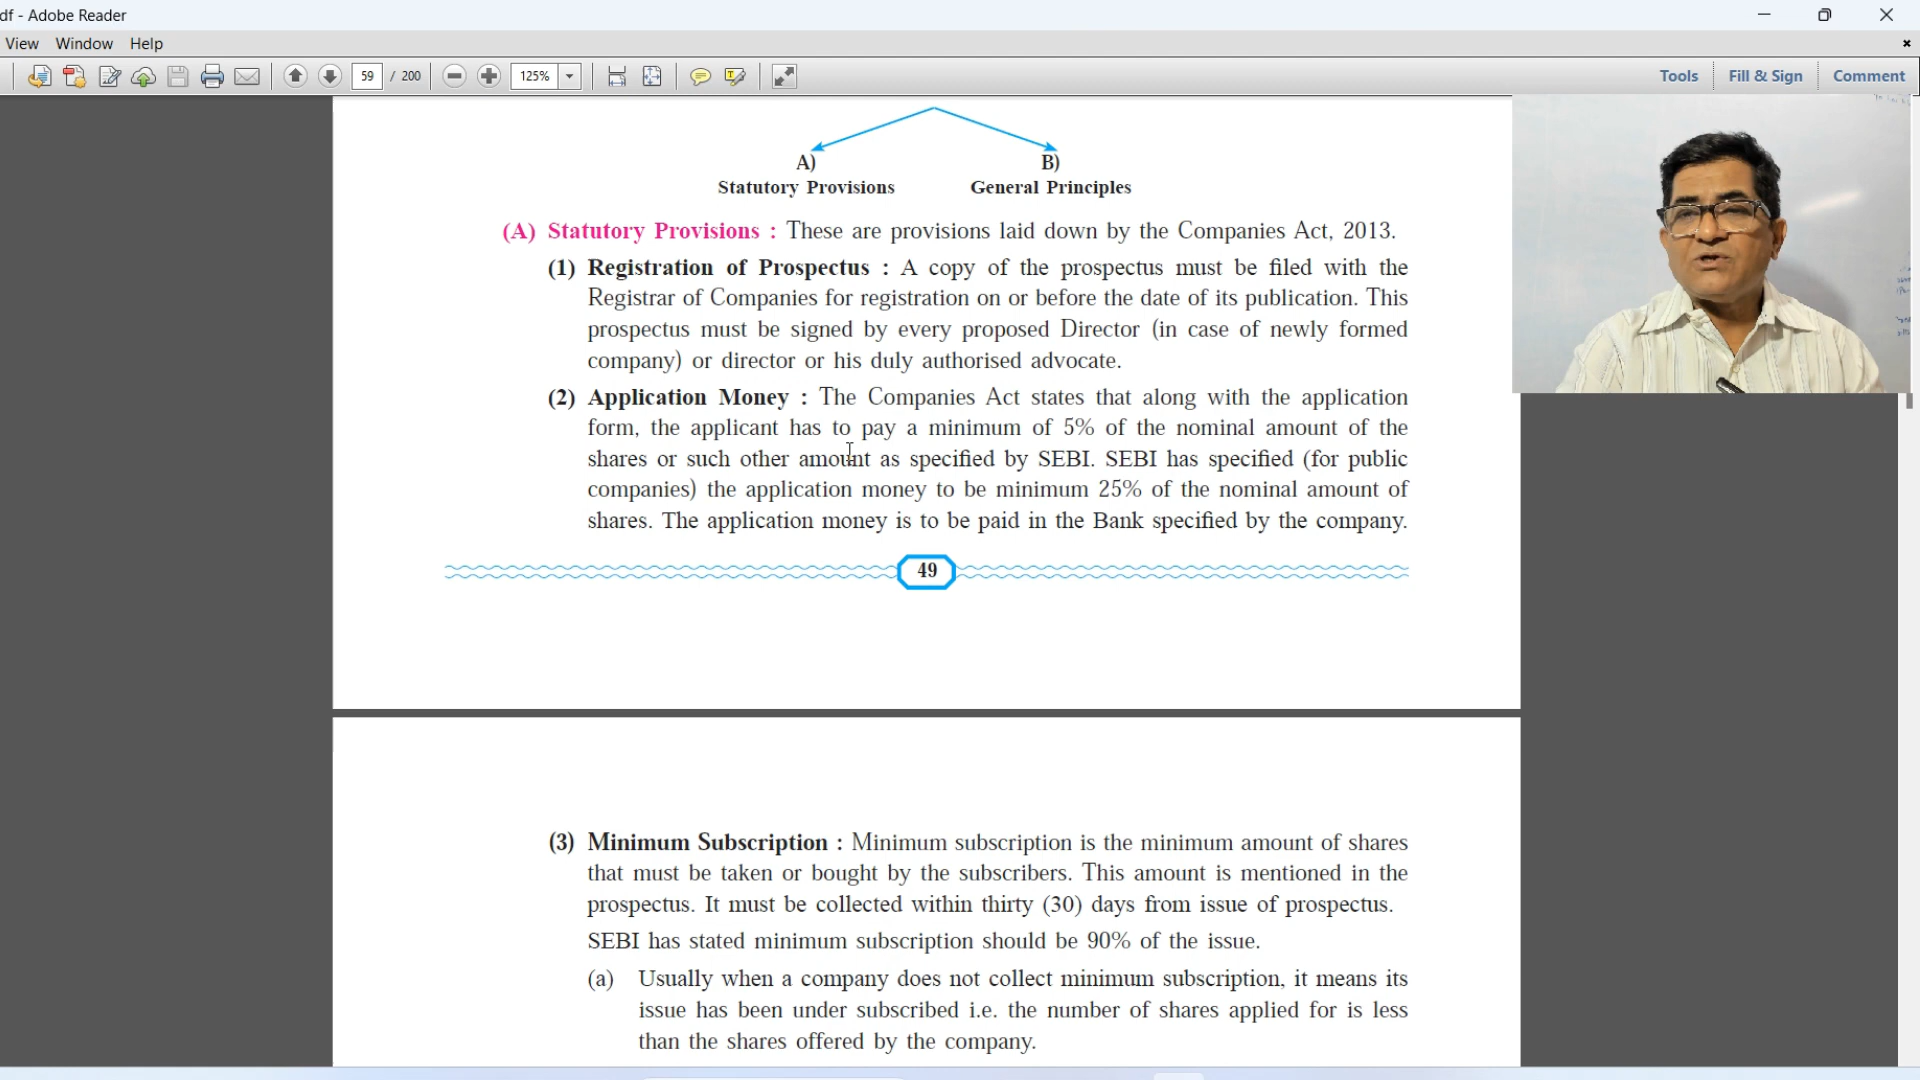 df - Adobe Reader
View Window Help
59 / 200 125% Tools Fill & Sign Comment
A) B)
Statutory Provisions General Principles
(A) Statutory Provisions : These are provisions laid down by the Companies Act, 2013.
(1) Registration of Prospectus : A copy of the prospectus must be filed with the
Registrar of Companies for registration on or before the date of its publication. This
prospectus must be signed by every proposed Director (in case of newly formed
company) or director or his duly authorised advocate.
(2) Application Money : The Companies Act states that along with the application
form, the applicant has to pay a minimum of 5% of the nominal amount of the
shares or such other amount as specified by SEBI. SEBI has specified (for public
companies) the application money to be minimum 25% of the nominal amount of
shares. The application money is to be paid in the Bank specified by the company.
49
(3) Minimum Subscription : Minimum subscription is the minimum amount of shares
that must be taken or bought by the subscribers. This amount is mentioned in the
prospectus. It must be collected within thirty (30) days from issue of prospectus.
SEBI has stated minimum subscription should be 90% of the issue.
(a) Usually when a company does not collect minimum subscription, it means its
issue has been under subscribed i.e. the number of shares applied for is less
than the shares offered by the company.